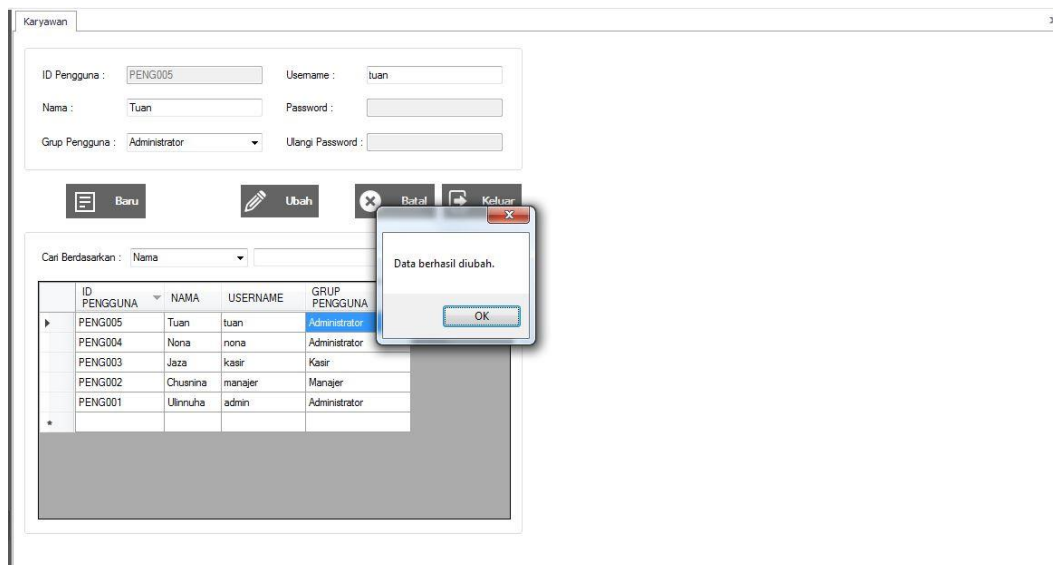 Karyawan
ID Pengguna : PENG005 Username : tuan
Nama : Tuan Password :
Grup Pengguna : Administrator Ulangi Password :
Baru Ubah Batal Keluar
x
Cari Berdasarkan : Nama
Data berhasil diubah.
OK
ID PENGGUNA NAMA USERNAME GRUP PENGGUNA
PENG005 Tuan tuan Administrator
PENG004 Nona nona Administrator
PENG003 Jaza kasir Kasir
PENG002 Chusnina manajer Manajer
PENG001 Ulinnuha admin Administrator